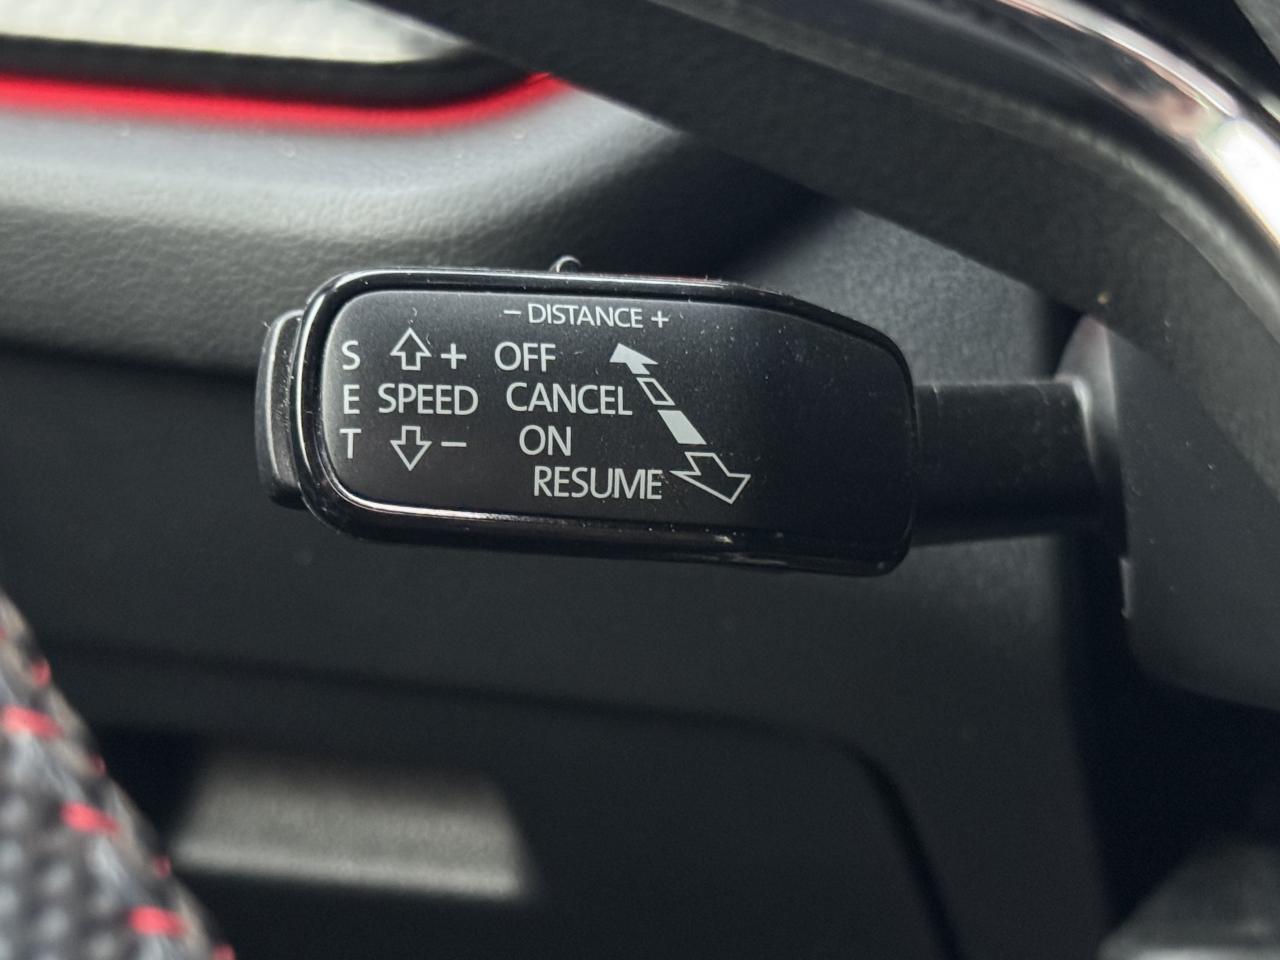 − DISTANCE +
S + OFF
E SPEED CANCEL
T − ON
RESUME